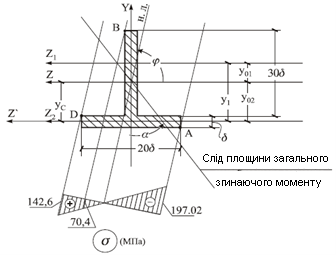 В
Y
н. л.
Z₁
Z
Z`
Z₂
D
y_C
φ
y₁
y₀₁
y₀₂
30δ
α
A
δ
20δ
Слід площини загального
згинаючого моменту
142,6
70,4
197.02
σ (МПа)